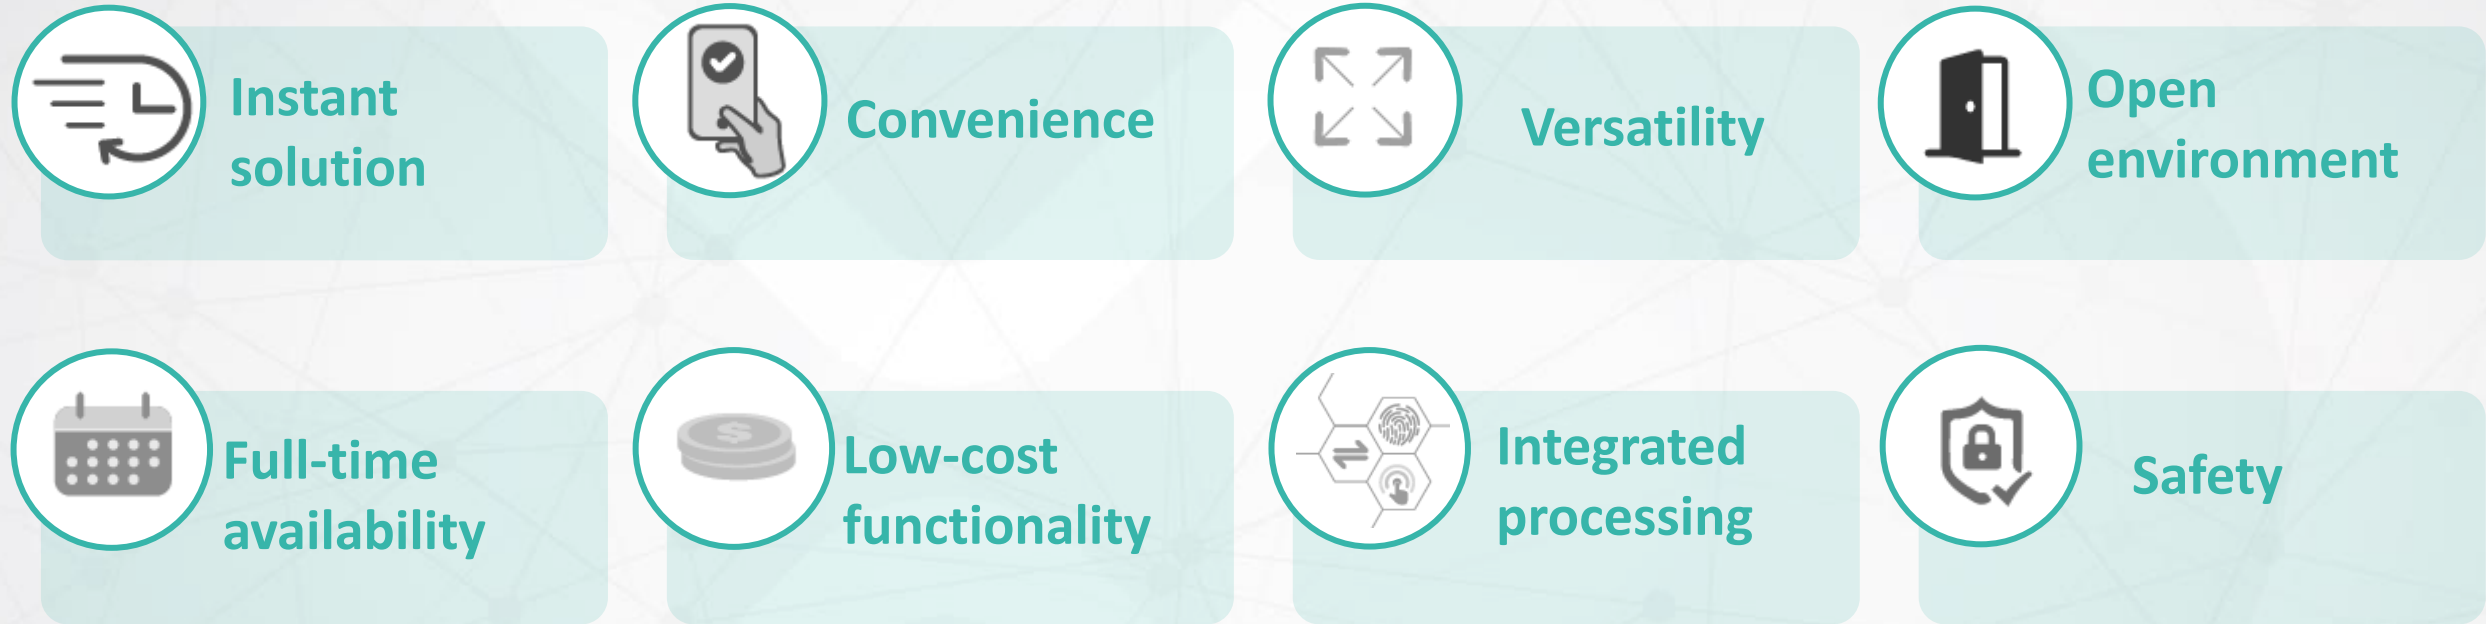 Instant
solution
Convenience
Versatility
Open
environment
Full-time
availability
$
Low-cost
functionality
Integrated
processing
Safety